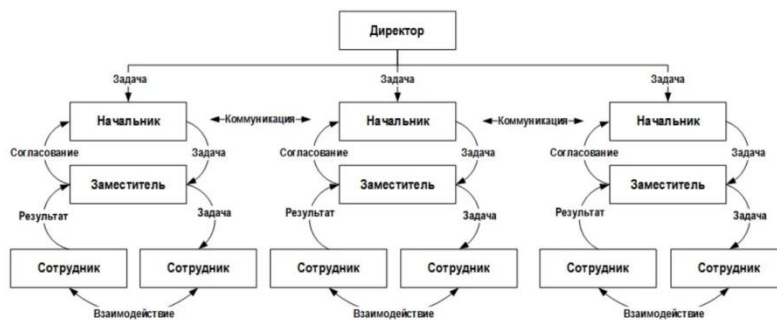 Директор
Задача Задача Задача
Начальник Коммуникация Начальник Коммуникация Начальник
Согласование Задача Согласование Задача Согласование Задача
Заместитель Заместитель Заместитель
Результат Задача Результат Задача Результат Задача
Сотрудник Сотрудник Сотрудник Сотрудник Сотрудник Сотрудник
Взаимодействие Взаимодействие Взаимодействие